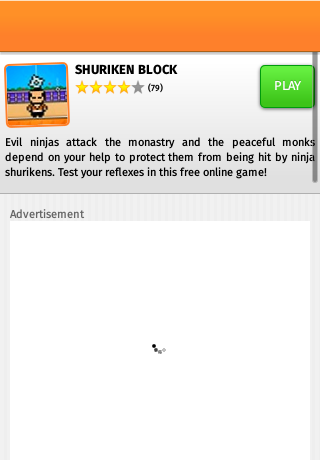 SHURIKEN BLOCK
(79)
PLAY
Evil ninjas attack the monastry and the peaceful monks
depend on your help to protect them from being hit by ninja
shurikens. Test your reflexes in this free online game!
Advertisement